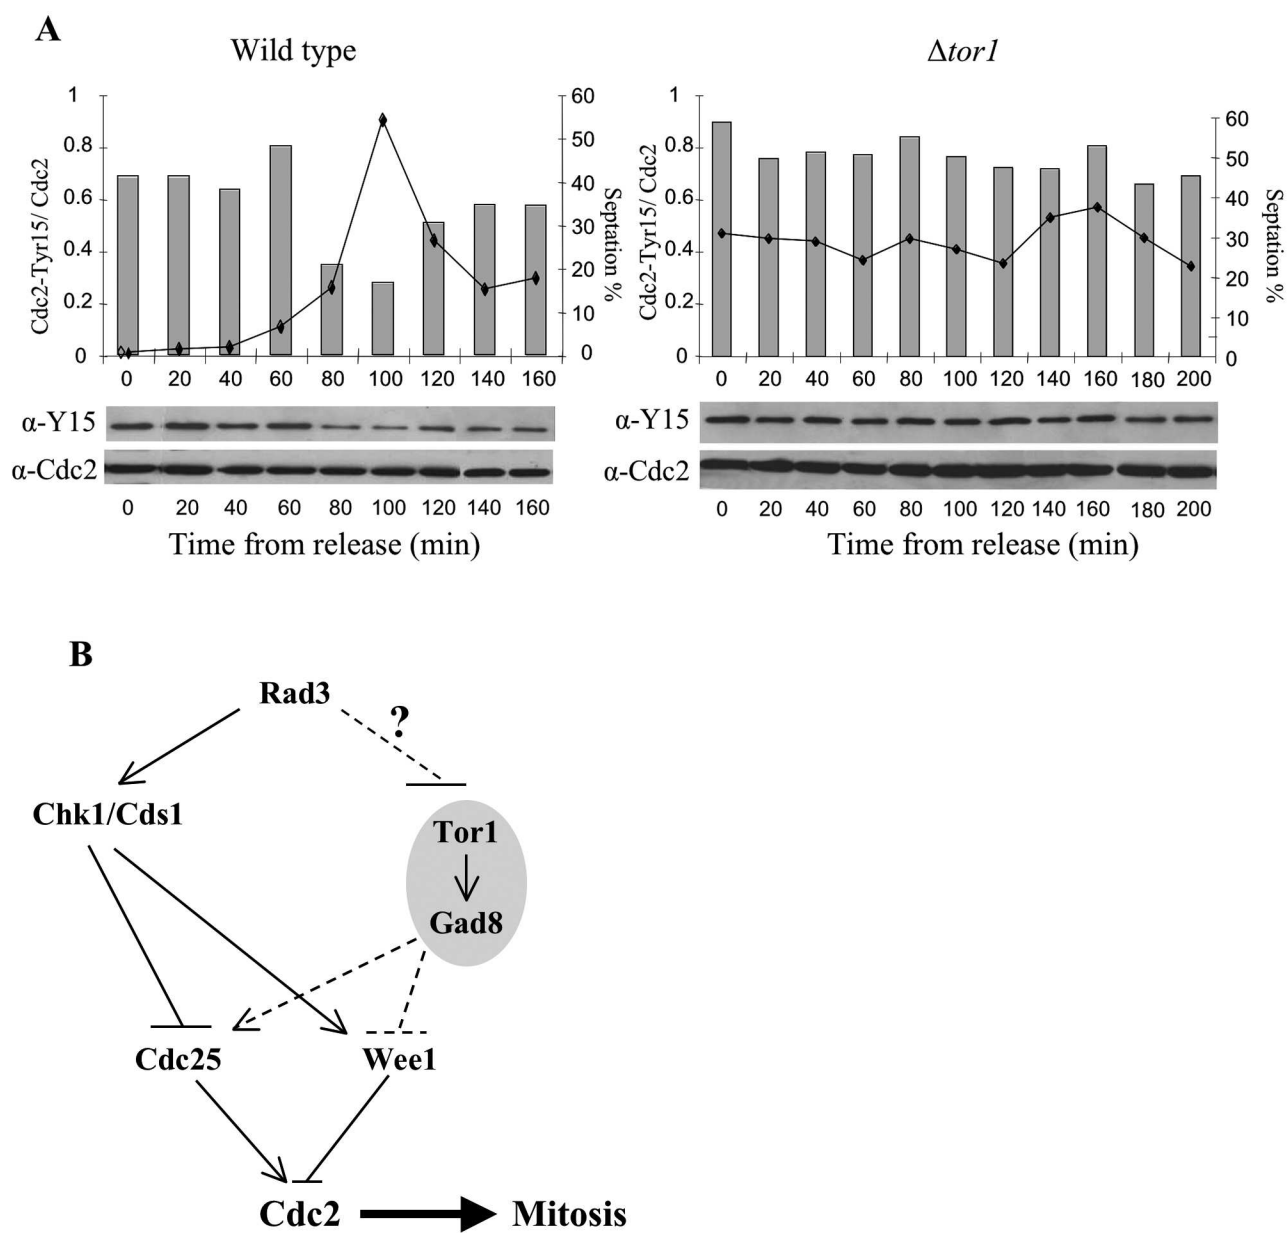 A
Wild type
Δtor1
1
0.8
0.6
0.4
0.2
0
Cdc2-Tyr15/ Cdc2
60
50
40
30
20
10
0
Septation %
0 20 40 60 80 100 120 140 160
α-Y15
α-Cdc2
0 20 40 60 80 100 120 140 160
Time from release (min)
1
0.8
0.6
0.4
0.2
0
Cdc2-Tyr15/ Cdc2
60
50
40
30
20
10
0
Septation %
0 20 40 60 80 100 120 140 160 180 200
α-Y15
α-Cdc2
0 20 40 60 80 100 120 140 160 180 200
Time from release (min)
B
Rad3
?
Chk1/Cds1
Tor1
Gad8
Cdc25
Wee1
Cdc2
Mitosis